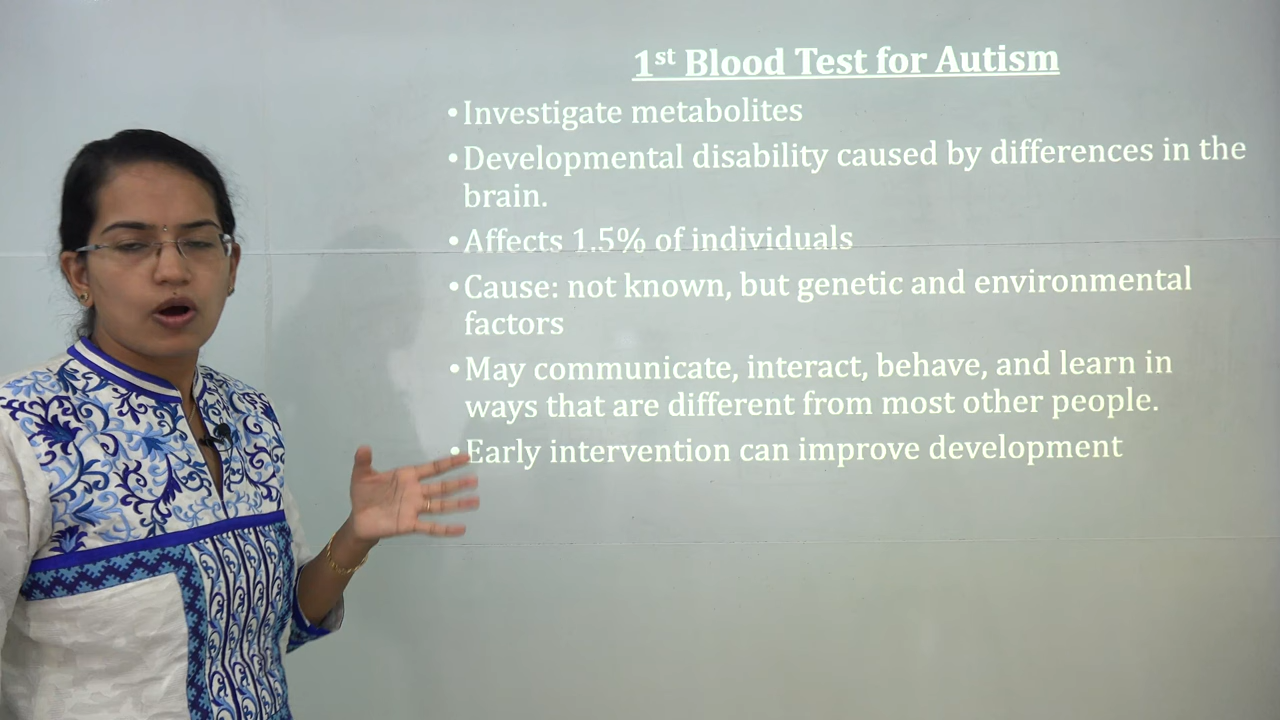 1st Blood Test for Autism
•Investigate metabolites
•Developmental disability caused by differences in the
brain.
•Affects 1.5% of individuals
•Cause: not known, but genetic and environmental
factors
•May communicate, interact, behave, and learn in
ways that are different from most other people.
•Early intervention can improve development